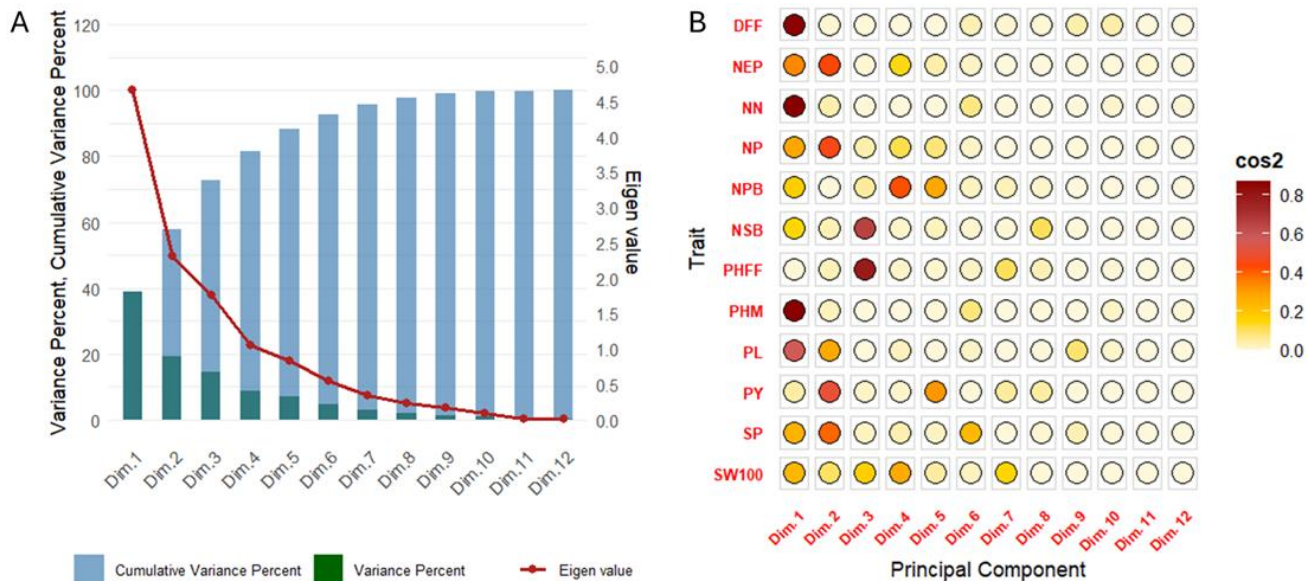 A
Variance Percent, Cumulative Variance Percent
120
100
80
60
40
20
0
5.0
4.5
4.0
3.5
3.0
2.5
2.0
1.5
1.0
0.5
0.0
Eigen value
Dim.1
Dim.2
Dim.3
Dim.4
Dim.5
Dim.6
Dim.7
Dim.8
Dim.9
Dim.10
Dim.11
Dim.12
Cumulative Variance Percent
Variance Percent
Eigen value
B
Trait
DFF
NEP
NN
NP
NPB
NSB
PHFF
PHM
PL
PY
SP
SW100
Dim. 1
Dim. 2
Dim. 3
Dim. 4
Dim. 5
Dim. 6
Dim. 7
Dim. 8
Dim. 9
Dim. 10
Dim. 11
Dim. 12
Principal Component
cos2
0.8
0.6
0.4
0.2
0.0